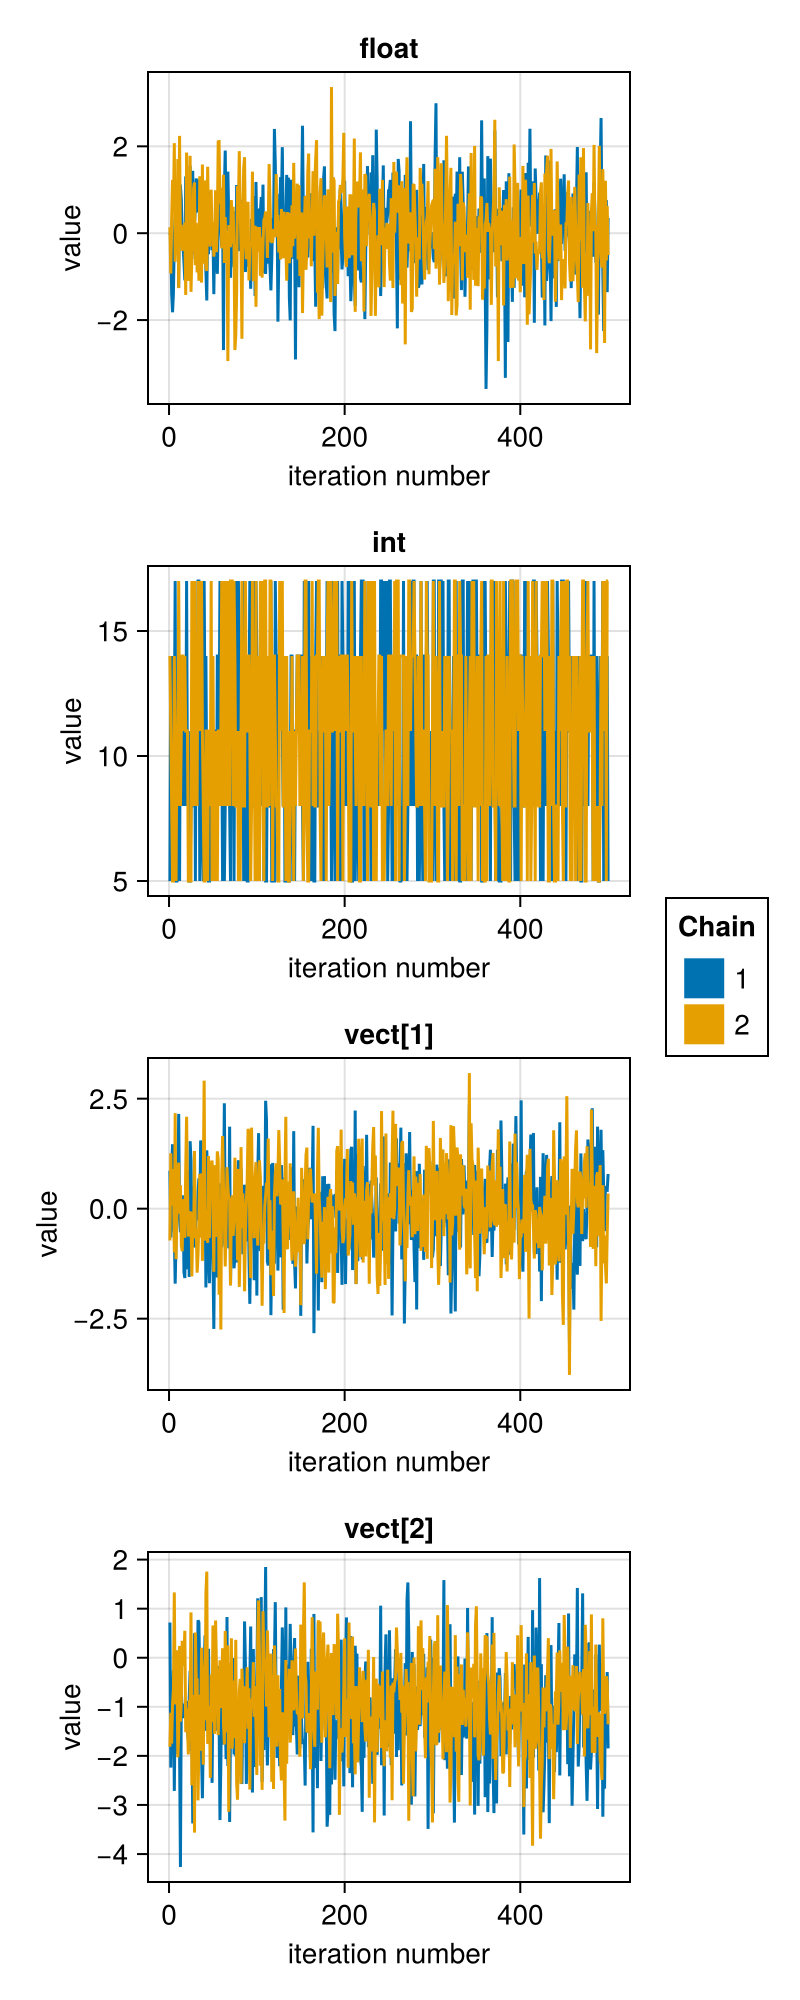 float
2
0
−2
value
0 200 400
iteration number
int
15
10
5
value
0 200 400
iteration number
Chain
1
2
vect[1]
2.5
0.0
−2.5
value
0 200 400
iteration number
vect[2]
2
1
0
−1
−2
−3
−4
value
0 200 400
iteration number